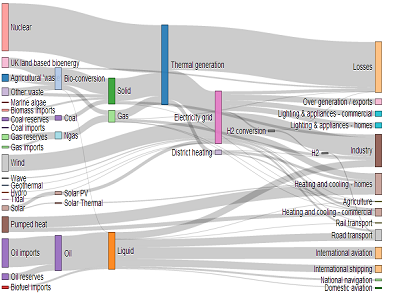 Nuclear
UK land based bioenergy
Agricultural 'was
Other waste
Marine algae
Biomass imports
Coal reserves
Coal imports
Gas reserves
Gas imports
Wind
Wave
Geothermal
Hydro
Tidal
Solar
Pumped heat
Oil imports
Oil reserves
Biofuel imports
Bio-conversion
Coal
Ngas
Solar PV
Solar Thermal
Oil
Solid
Gas
Liquid
Thermal generation
Electricity grid
District heating
H2 conversion
H2
Losses
Over generation / exports
Lighting & appliances - commercial
Lighting & appliances - homes
Industry
Heating and cooling - homes
Agriculture
Heating and cooling - commercial
Rail transport
Road transport
International aviation
International shipping
National navigation
Domestic aviation